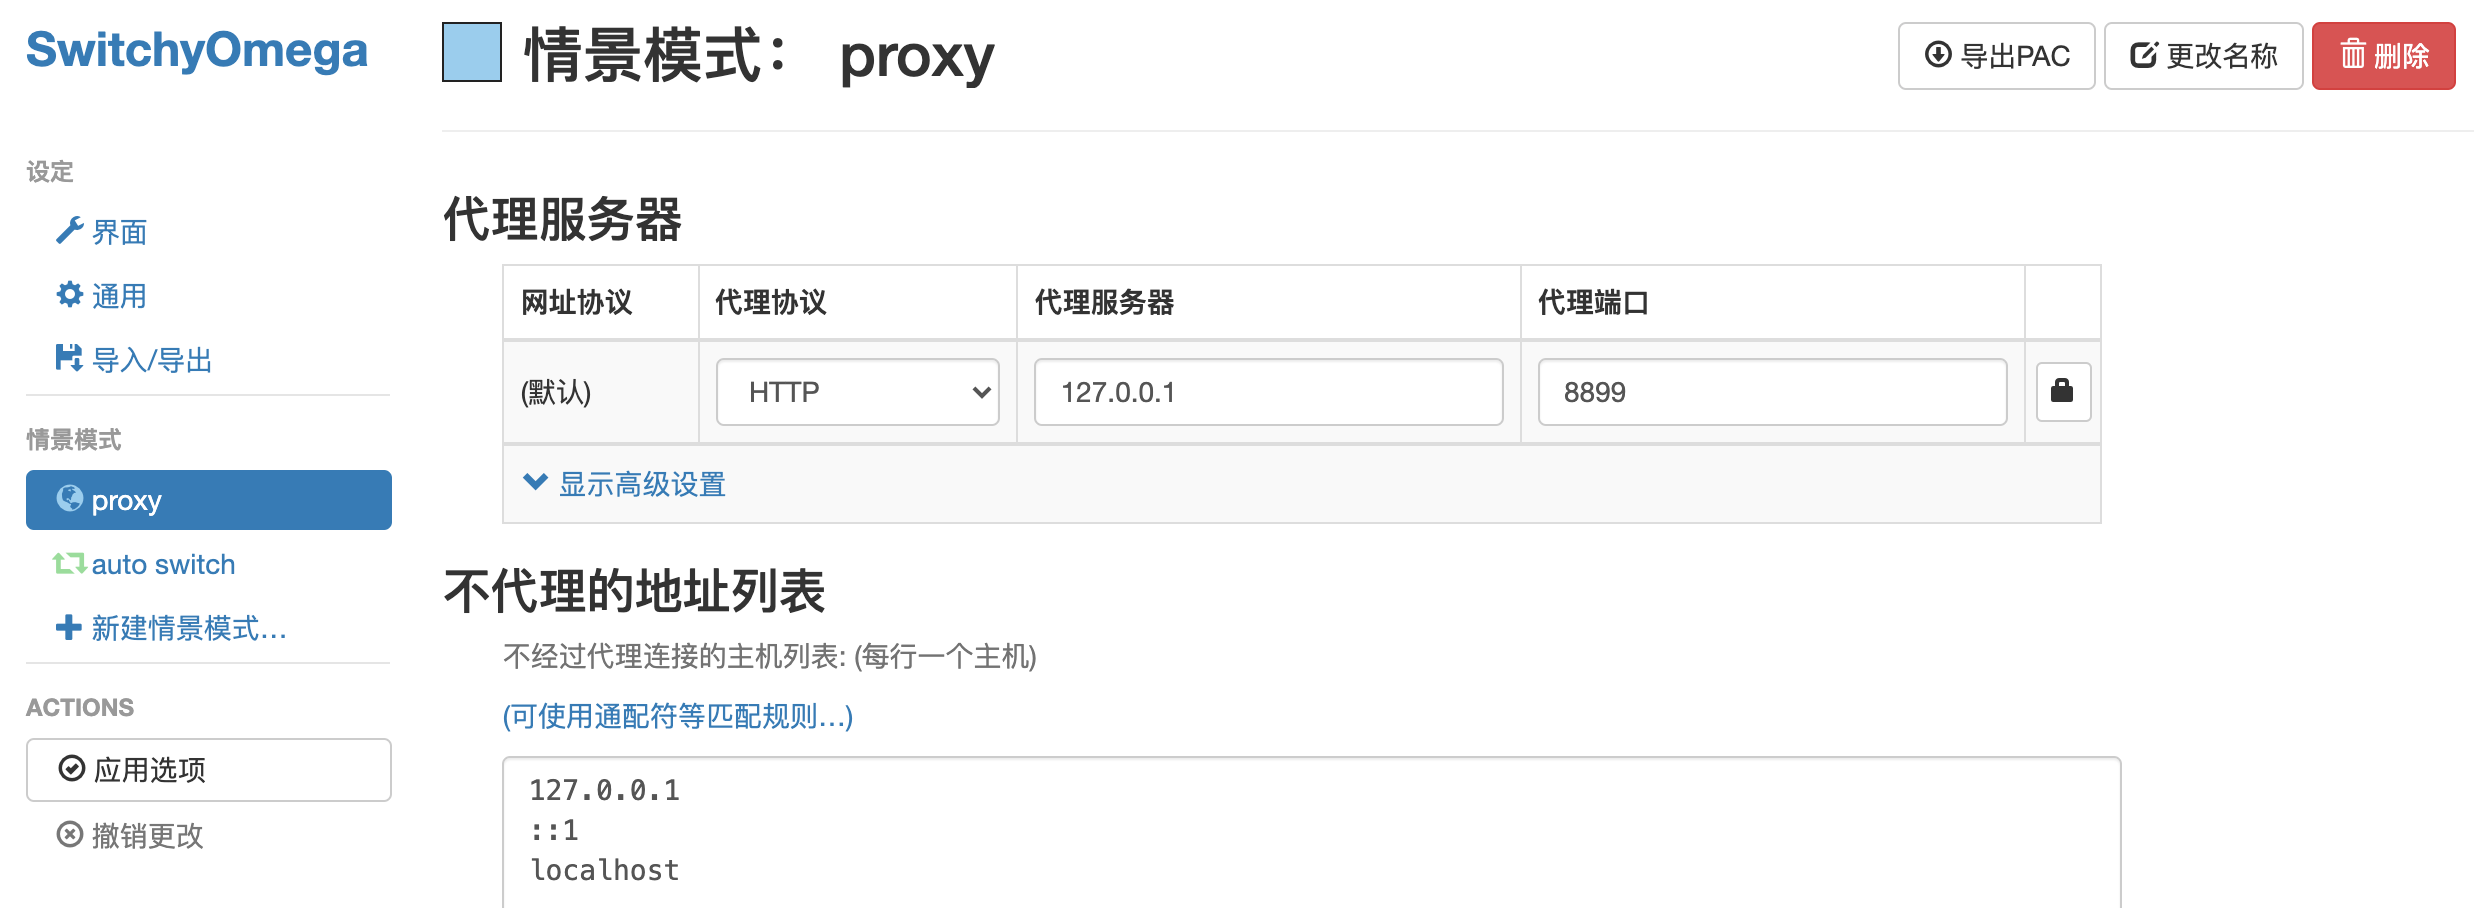 SwitchyOmega
设定
界面
通用
导入/导出
情景模式
proxy
auto switch
新建情景模式...
ACTIONS
应用选项
撤销更改
情景模式： proxy
导出PAC
更改名称
删除
代理服务器
网址协议 代理协议 代理服务器 代理端口
(默认) HTTP 127.0.0.1 8899
显示高级设置
不代理的地址列表
不经过代理连接的主机列表: (每行一个主机)
(可使用通配符等匹配规则...)
127.0.0.1
::1
localhost